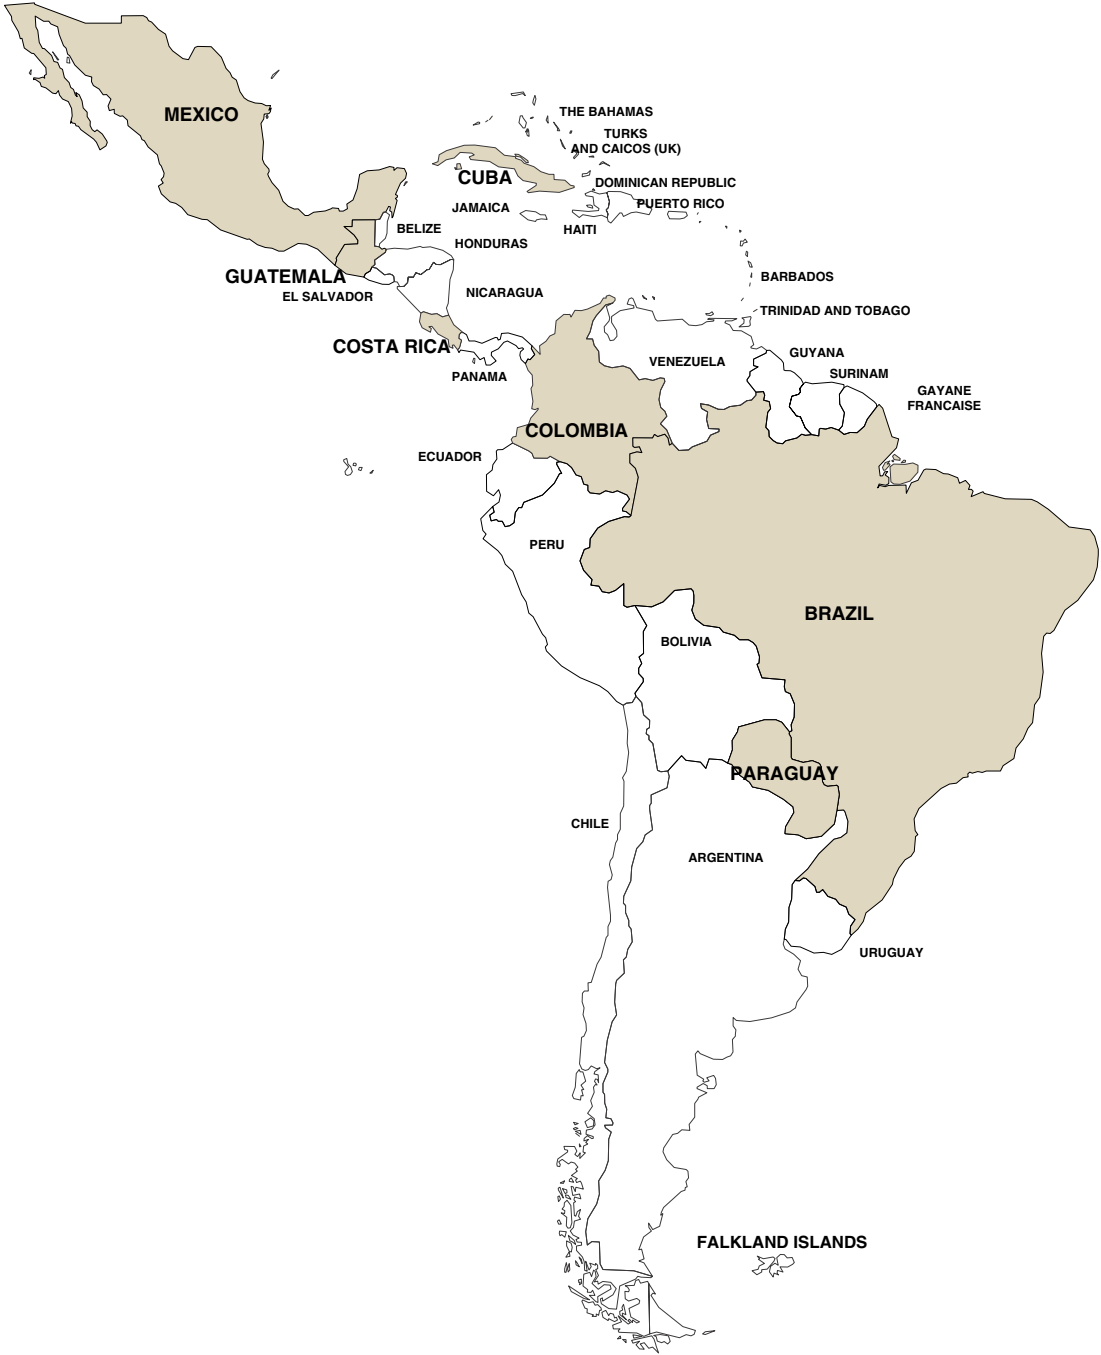 MEXICO
THE BAHAMAS
TURKS
AND CAICOS (UK)
CUBA
DOMINICAN REPUBLIC
JAMAICA
PUERTO RICO
BELIZE
HAITI
HONDURAS
GUATEMALA
BARBADOS
EL SALVADOR
NICARAGUA
TRINIDAD AND TOBAGO
COSTA RICA
GUYANA
VENEZUELA
PANAMA
SURINAM
GAYANE
FRANCAISE
COLOMBIA
ECUADOR
PERU
BRAZIL
BOLIVIA
PARAGUAY
CHILE
ARGENTINA
URUGUAY
FALKLAND ISLANDS